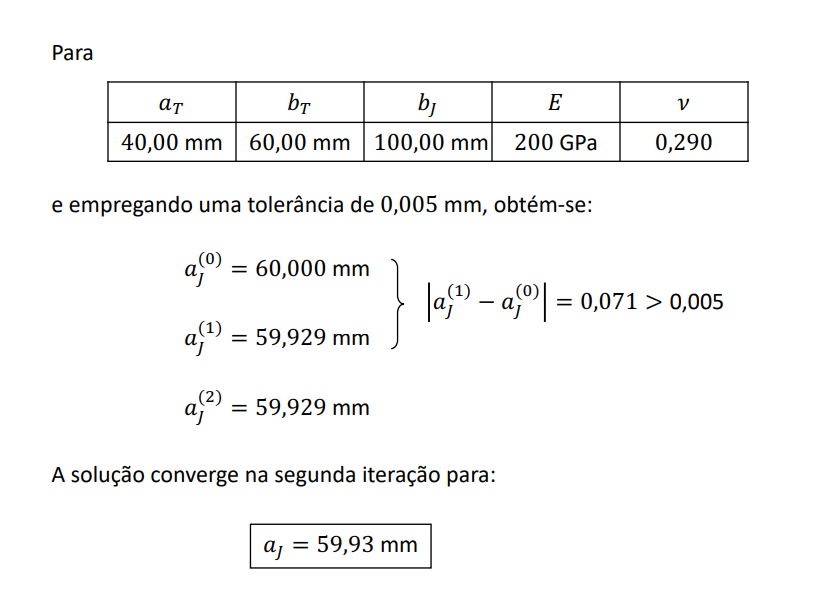 Para
a_T b_T b_J E ν
40,00 mm 60,00 mm 100,00 mm 200 GPa 0,290
e empregando uma tolerância de 0,005 mm, obtém-se:
a_J^(0) = 60,000 mm
|a_J^(1) − a_J^(0)| = 0,071 > 0,005
a_J^(1) = 59,929 mm
a_J^(2) = 59,929 mm
A solução converge na segunda iteração para:
a_J = 59,93 mm